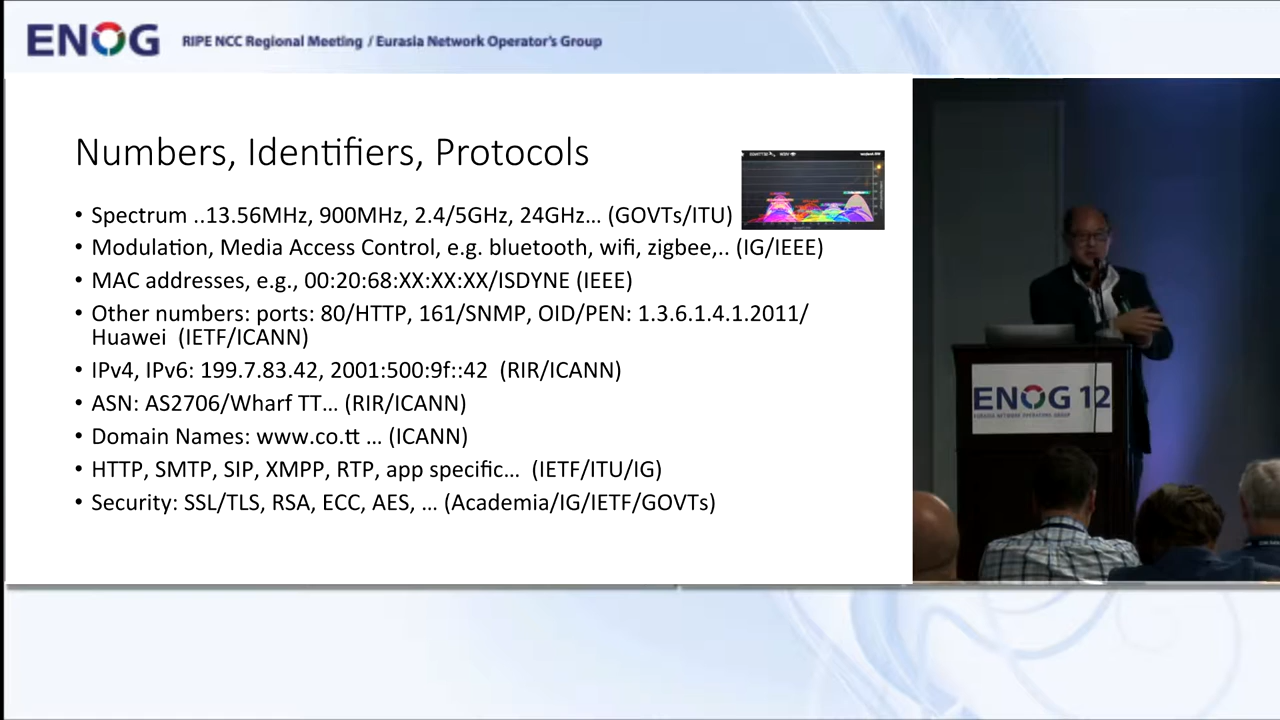 ENOG
RIPE NCC Regional Meeting / Eurasia Network Operator's Group
Numbers, Identifiers, Protocols
• Spectrum ..13.56MHz, 900MHz, 2.4/5GHz, 24GHz... (GOVTs/ITU)
• Modulation, Media Access Control, e.g. bluetooth, wifi, zigbee,.. (IG/IEEE)
• MAC addresses, e.g., 00:20:68:XX:XX:XX/ISDYNE (IEEE)
• Other numbers: ports: 80/HTTP, 161/SNMP, OID/PEN: 1.3.6.1.4.1.2011/
Huawei (IETF/ICANN)
• IPv4, IPv6: 199.7.83.42, 2001:500:9f::42 (RIR/ICANN)
• ASN: AS2706/Wharf TT... (RIR/ICANN)
• Domain Names: www.co.tt ... (ICANN)
• HTTP, SMTP, SIP, XMPP, RTP, app specific... (IETF/ITU/IG)
• Security: SSL/TLS, RSA, ECC, AES, ... (Academia/IG/IETF/GOVTs)
ENOG 12
EURASIA NETWORK OPERATORS GROUP